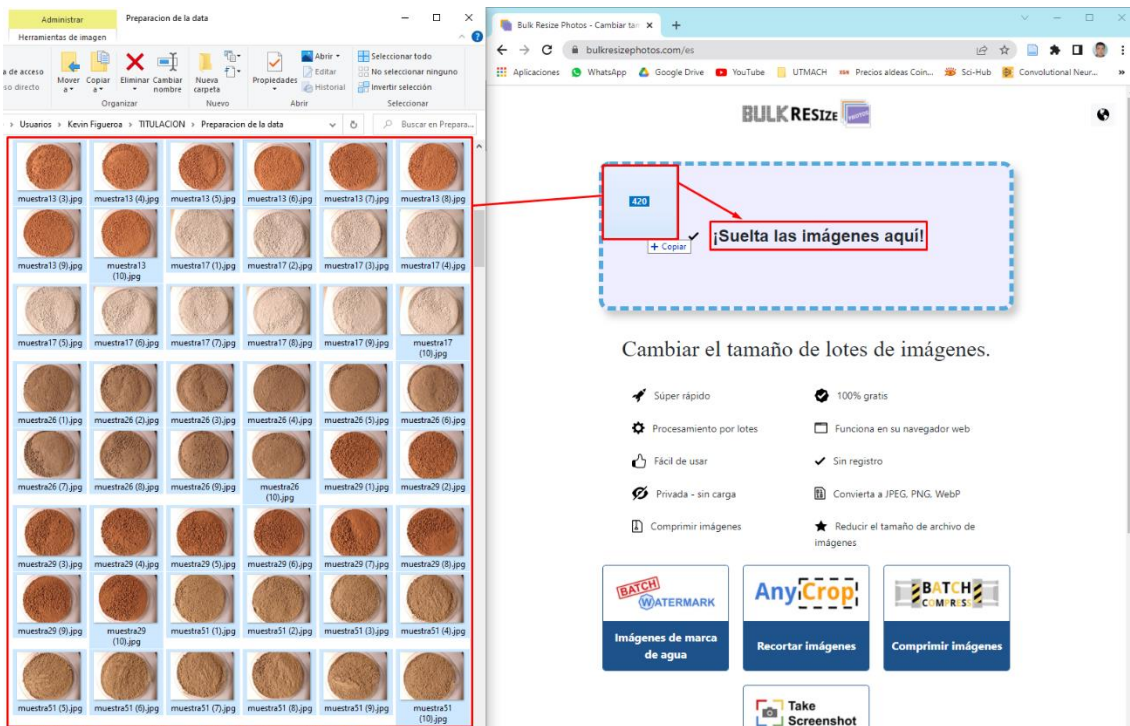 Administrar
Preparacion de la data
Herramientas de imagen
a de acceso
so directo
Mover a
Copiar a
Eliminar
Cambiar nombre
Organizar
Nueva carpeta
Nuevo
Propiedades
Abrir
Editar
Historial
Abrir
Seleccionar todo
No seleccionar ninguno
Invertir selección
Seleccionar
> Usuarios > Kevin Figueroa > TITULACION > Preparacion de la data
Buscar en Prepara...
muestra13 (3).jpg muestra13 (4).jpg muestra13 (5).jpg muestra13 (6).jpg muestra13 (7).jpg muestra13 (8).jpg
muestra13 (9).jpg muestra13 (10).jpg muestra17 (1).jpg muestra17 (2).jpg muestra17 (3).jpg muestra17 (4).jpg
muestra17 (5).jpg muestra17 (6).jpg muestra17 (7).jpg muestra17 (8).jpg muestra17 (9).jpg muestra17 (10).jpg
muestra26 (1).jpg muestra26 (2).jpg muestra26 (3).jpg muestra26 (4).jpg muestra26 (5).jpg muestra26 (6).jpg
muestra26 (7).jpg muestra26 (8).jpg muestra26 (9).jpg muestra26 (10).jpg muestra29 (1).jpg muestra29 (2).jpg
muestra29 (3).jpg muestra29 (4).jpg muestra29 (5).jpg muestra29 (6).jpg muestra29 (7).jpg muestra29 (8).jpg
muestra29 (9).jpg muestra29 (10).jpg muestra51 (1).jpg muestra51 (2).jpg muestra51 (3).jpg muestra51 (4).jpg
muestra51 (5).jpg muestra51 (6).jpg muestra51 (7).jpg muestra51 (8).jpg muestra51 (9).jpg muestra51 (10).jpg
Bulk Resize Photos - Cambiar tam
bulkresizephotos.com/es
Aplicaciones WhatsApp Google Drive YouTube UTMACH Precios aldeas Coin... Sci-Hub Convolutional Neur... »
BULK RESIZE PHOTOS
420
+ Copiar
¡Suelta las imágenes aquí!
Cambiar el tamaño de lotes de imágenes.
Súper rápido
100% gratis
Procesamiento por lotes
Funciona en su navegador web
Fácil de usar
Sin registro
Privada - sin carga
Convierta a JPEG, PNG, WebP
Comprimir imágenes
Reducir el tamaño de archivo de
imágenes
BATCH
WATERMARK
Imágenes de marca
de agua
AnyCrop
Recortar imágenes
BATCH
COMPRESS
Comprimir imágenes
Take
Screenshot